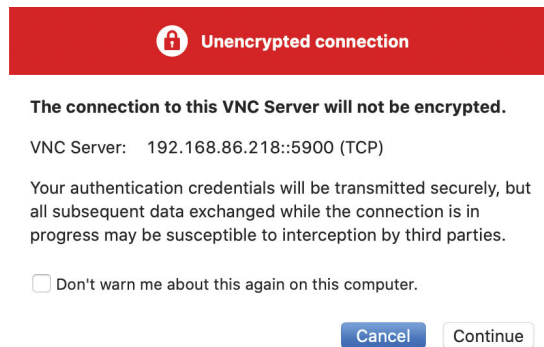 Unencrypted connection
The connection to this VNC Server will not be encrypted.
VNC Server: 192.168.86.218::5900 (TCP)
Your authentication credentials will be transmitted securely, but
all subsequent data exchanged while the connection is in
progress may be susceptible to interception by third parties.
Don't warn me about this again on this computer.
Cancel Continue